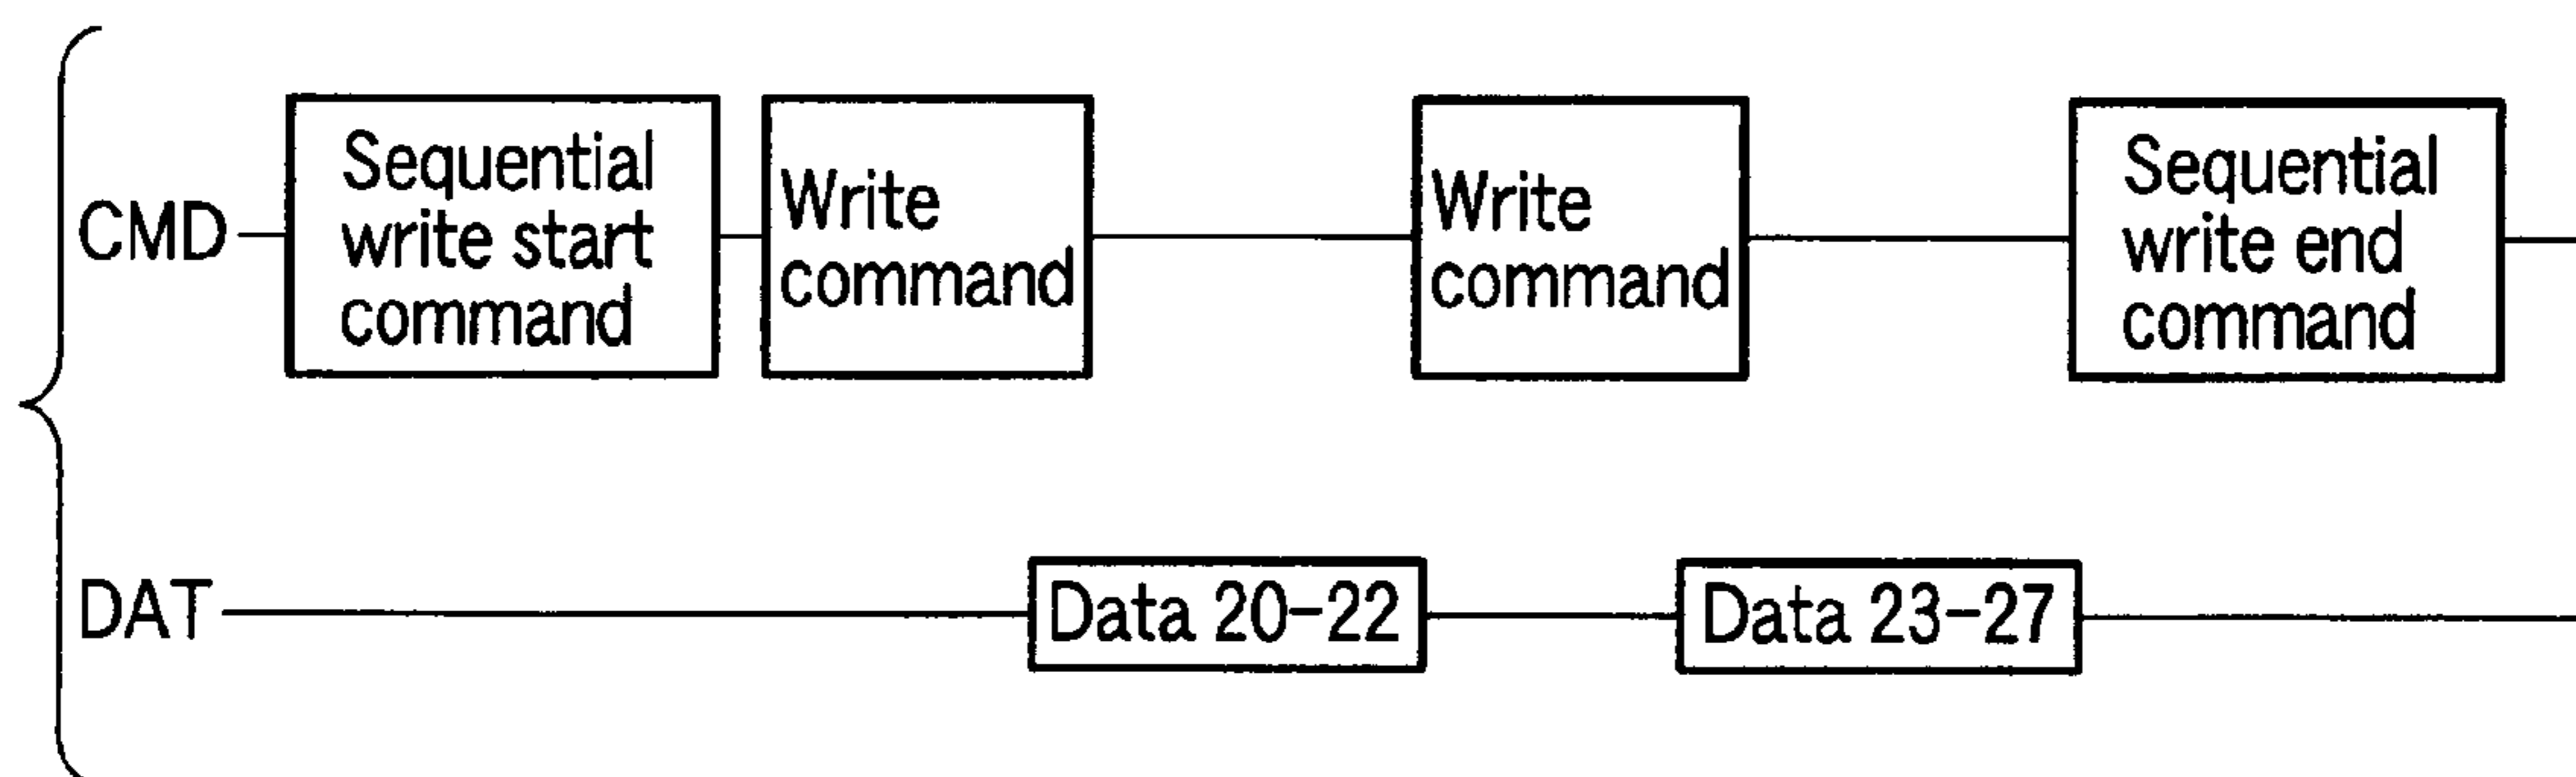 CMD
Sequential
write start
command
Write
command
Write
command
Sequential
write end
command
DAT
Data 20-22
Data 23-27